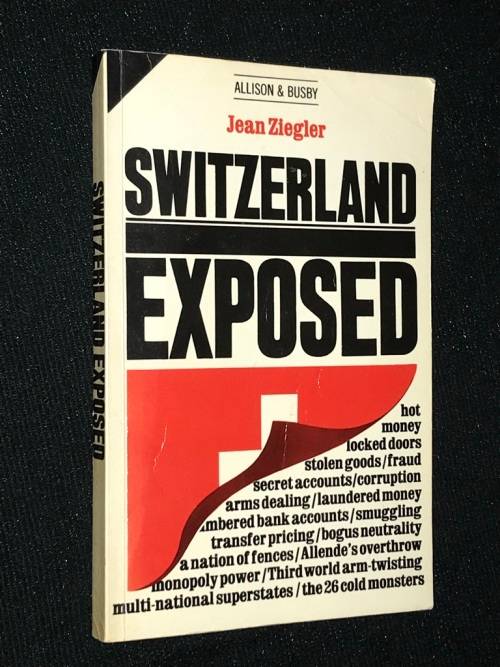 ALLISON & BUSBY
Jean Ziegler
SWITZERLAND
EXPOSED
hot
money
locked doors
stolen goods/fraud
secret accounts/corruption
arms dealing/laundered money
mbered bank accounts/smuggling
transfer pricing/bogus neutrality
a nation of fences/Allende's overthrow
monopoly power/Third world arm-twisting
multi-national superstates/the 26 cold monsters
SWITZERLAND EXPOSED